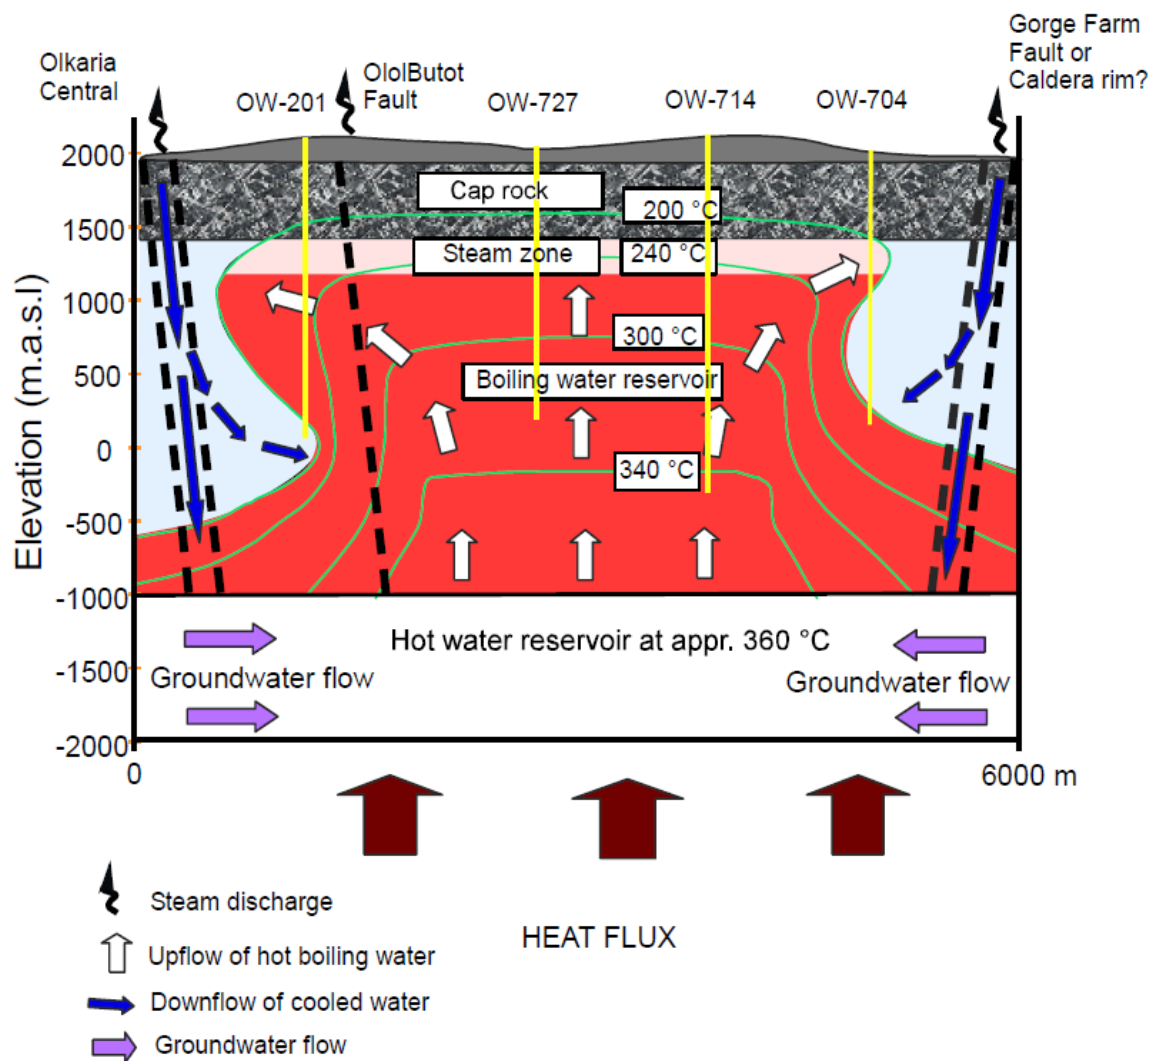 Gorge Farm
Fault or
Caldera rim?
Olkaria
Central
OlolButot
Fault
OW-201
OW-727
OW-714
OW-704
Elevation (m.a.s.l)
2000
1500
1000
500
0
-500
-1000
-1500
-2000
Cap rock
200 °C
Steam zone
240 °C
300 °C
Boiling water reservoir
340 °C
Hot water reservoir at appr. 360 °C
Groundwater flow
Groundwater flow
0
6000 m
Steam discharge
HEAT FLUX
Upflow of hot boiling water
Downflow of cooled water
Groundwater flow